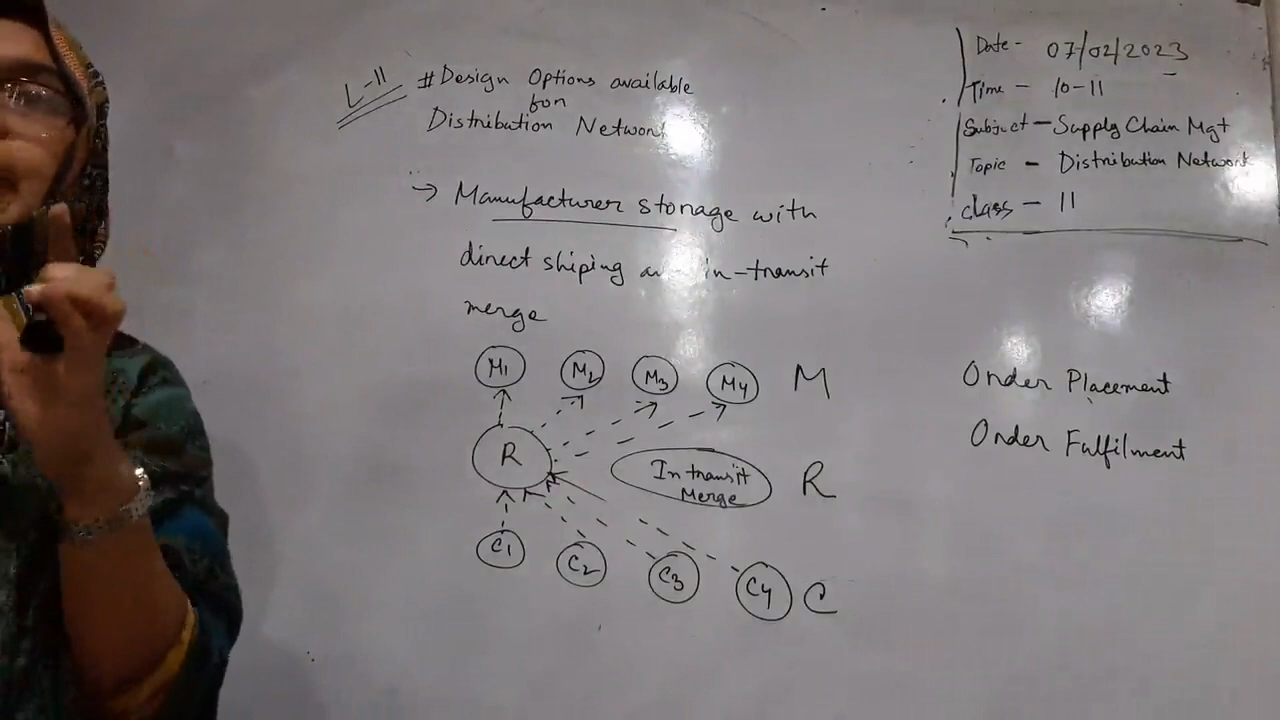 L-11
#Design Options available
for
Distribution Network
→ Manufacturer storage with
direct shiping in-transit
merge
M1 M2 M3 M4 M
R
In transit
Merge
R
C1 C2 C3 C4 C
Date- 07/02/2023
Time - 10-11
Subject - Supply Chain Mgt
Topic - Distribution Network
class - 11
Order Placement
Order Fulfilment